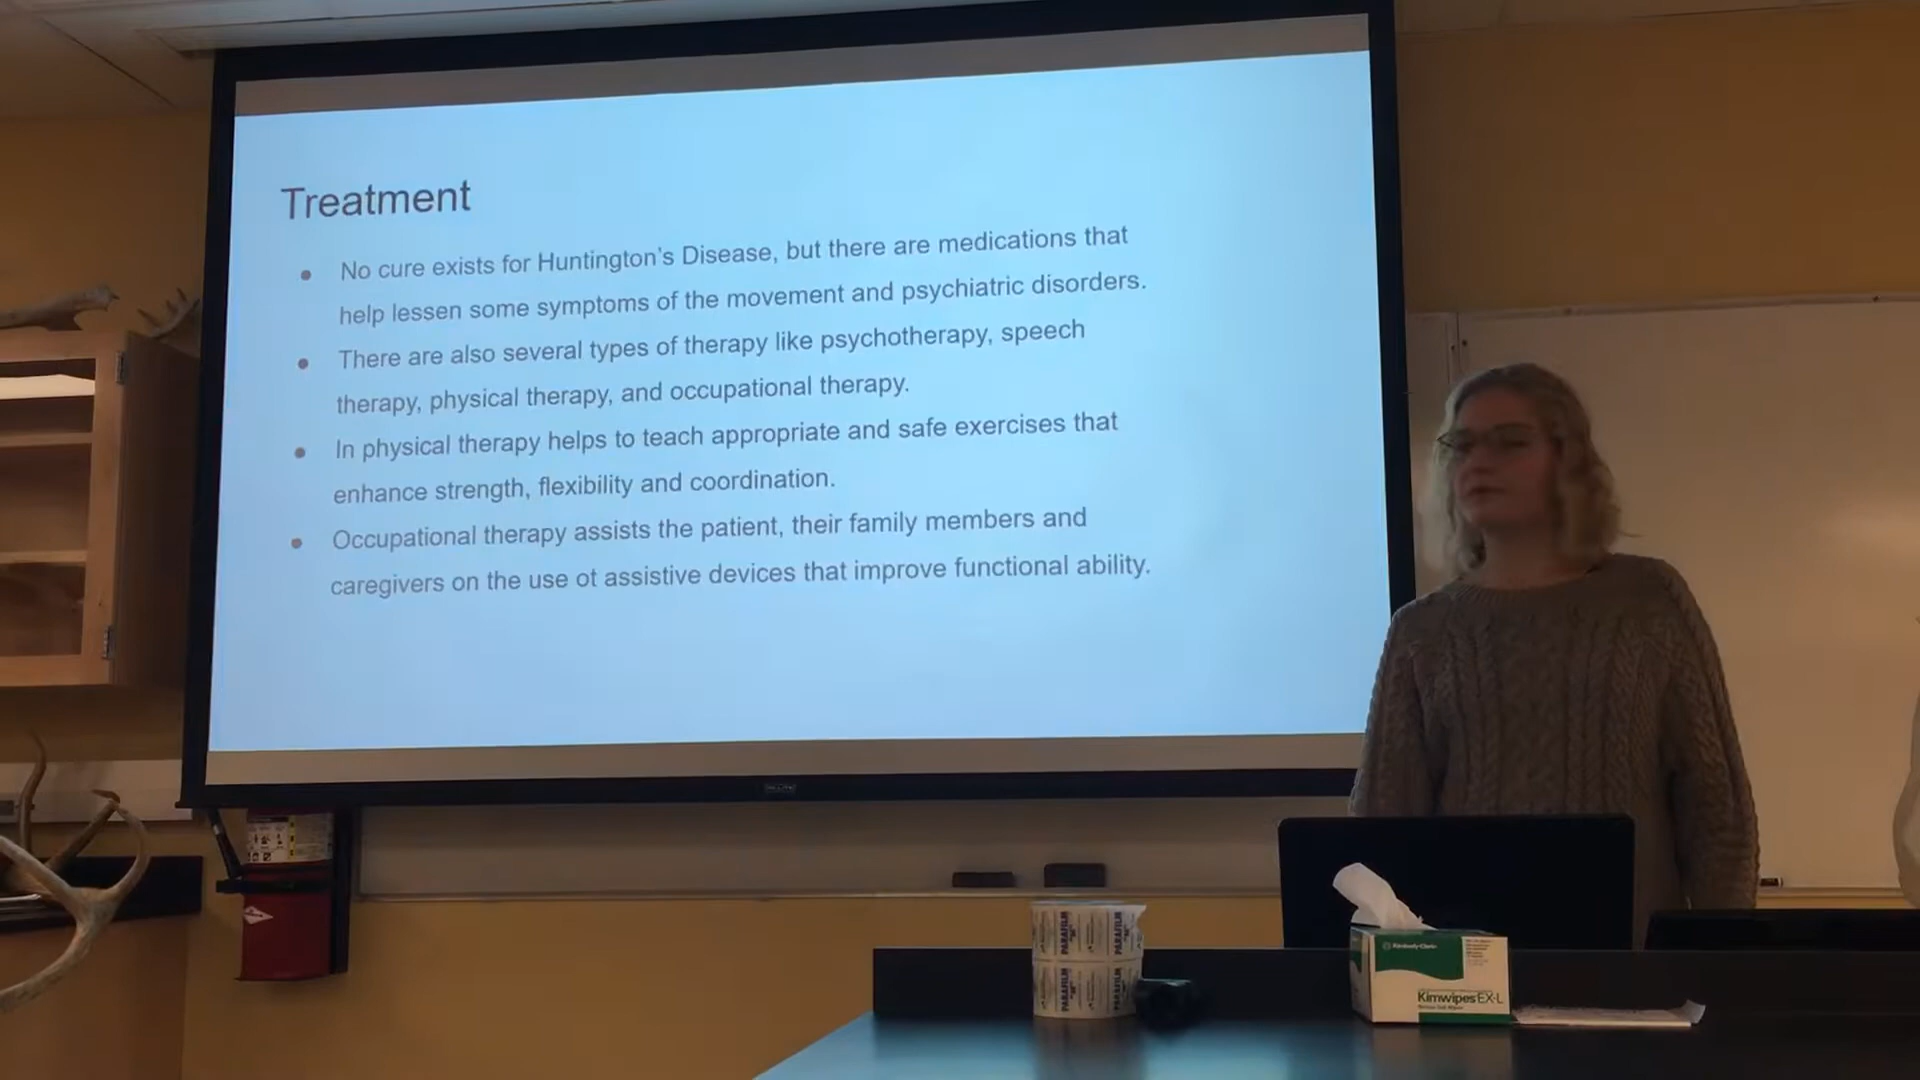 Treatment
● No cure exists for Huntington's Disease, but there are medications that
help lessen some symptoms of the movement and psychiatric disorders.
● There are also several types of therapy like psychotherapy, speech
therapy, physical therapy, and occupational therapy.
● In physical therapy helps to teach appropriate and safe exercises that
enhance strength, flexibility and coordination.
● Occupational therapy assists the patient, their family members and
caregivers on the use of assistive devices that improve functional ability.
PARAFILM
PARAFILM
PARAFILM
PARAFILM
Kimberly-Clark
Kimwipes EX-L